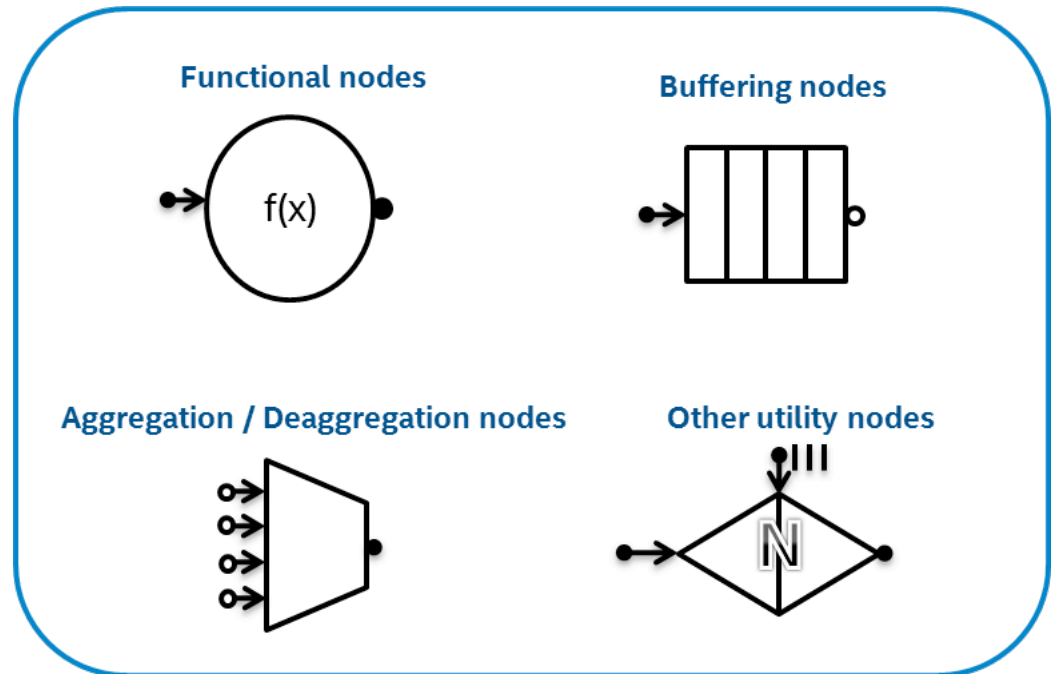 Functional nodes
Buffering nodes
f(x)
Aggregation / Deaggregation nodes
Other utility nodes
N